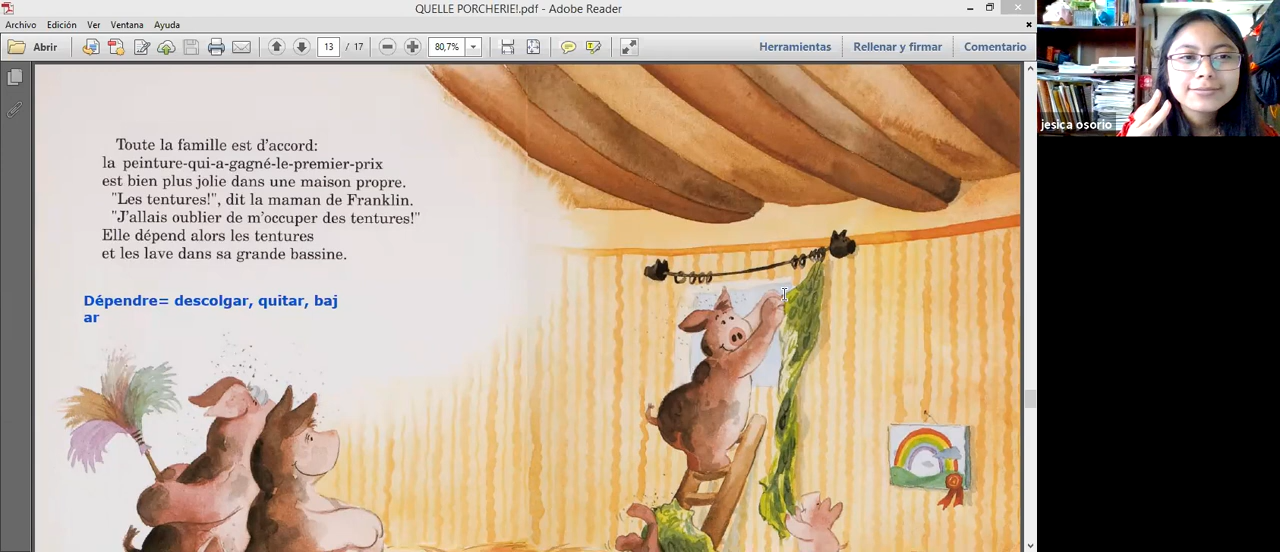 QUELLE PORCHERIE!.pdf - Adobe Reader
Archivo Edición Ver Ventana Ayuda
Abrir 13 / 17 80,7% Herramientas Rellenar y firmar Comentario
jesica osorio
Toute la famille est d'accord:
la peinture-qui-a-gagné-le-premier-prix
est bien plus jolie dans une maison propre.
"Les tentures!", dit la maman de Franklin.
"J'allais oublier de m'occuper des tentures!"
Elle dépend alors les tentures
et les lave dans sa grande bassine.
Dépendre= descolgar, quitar, baj
ar